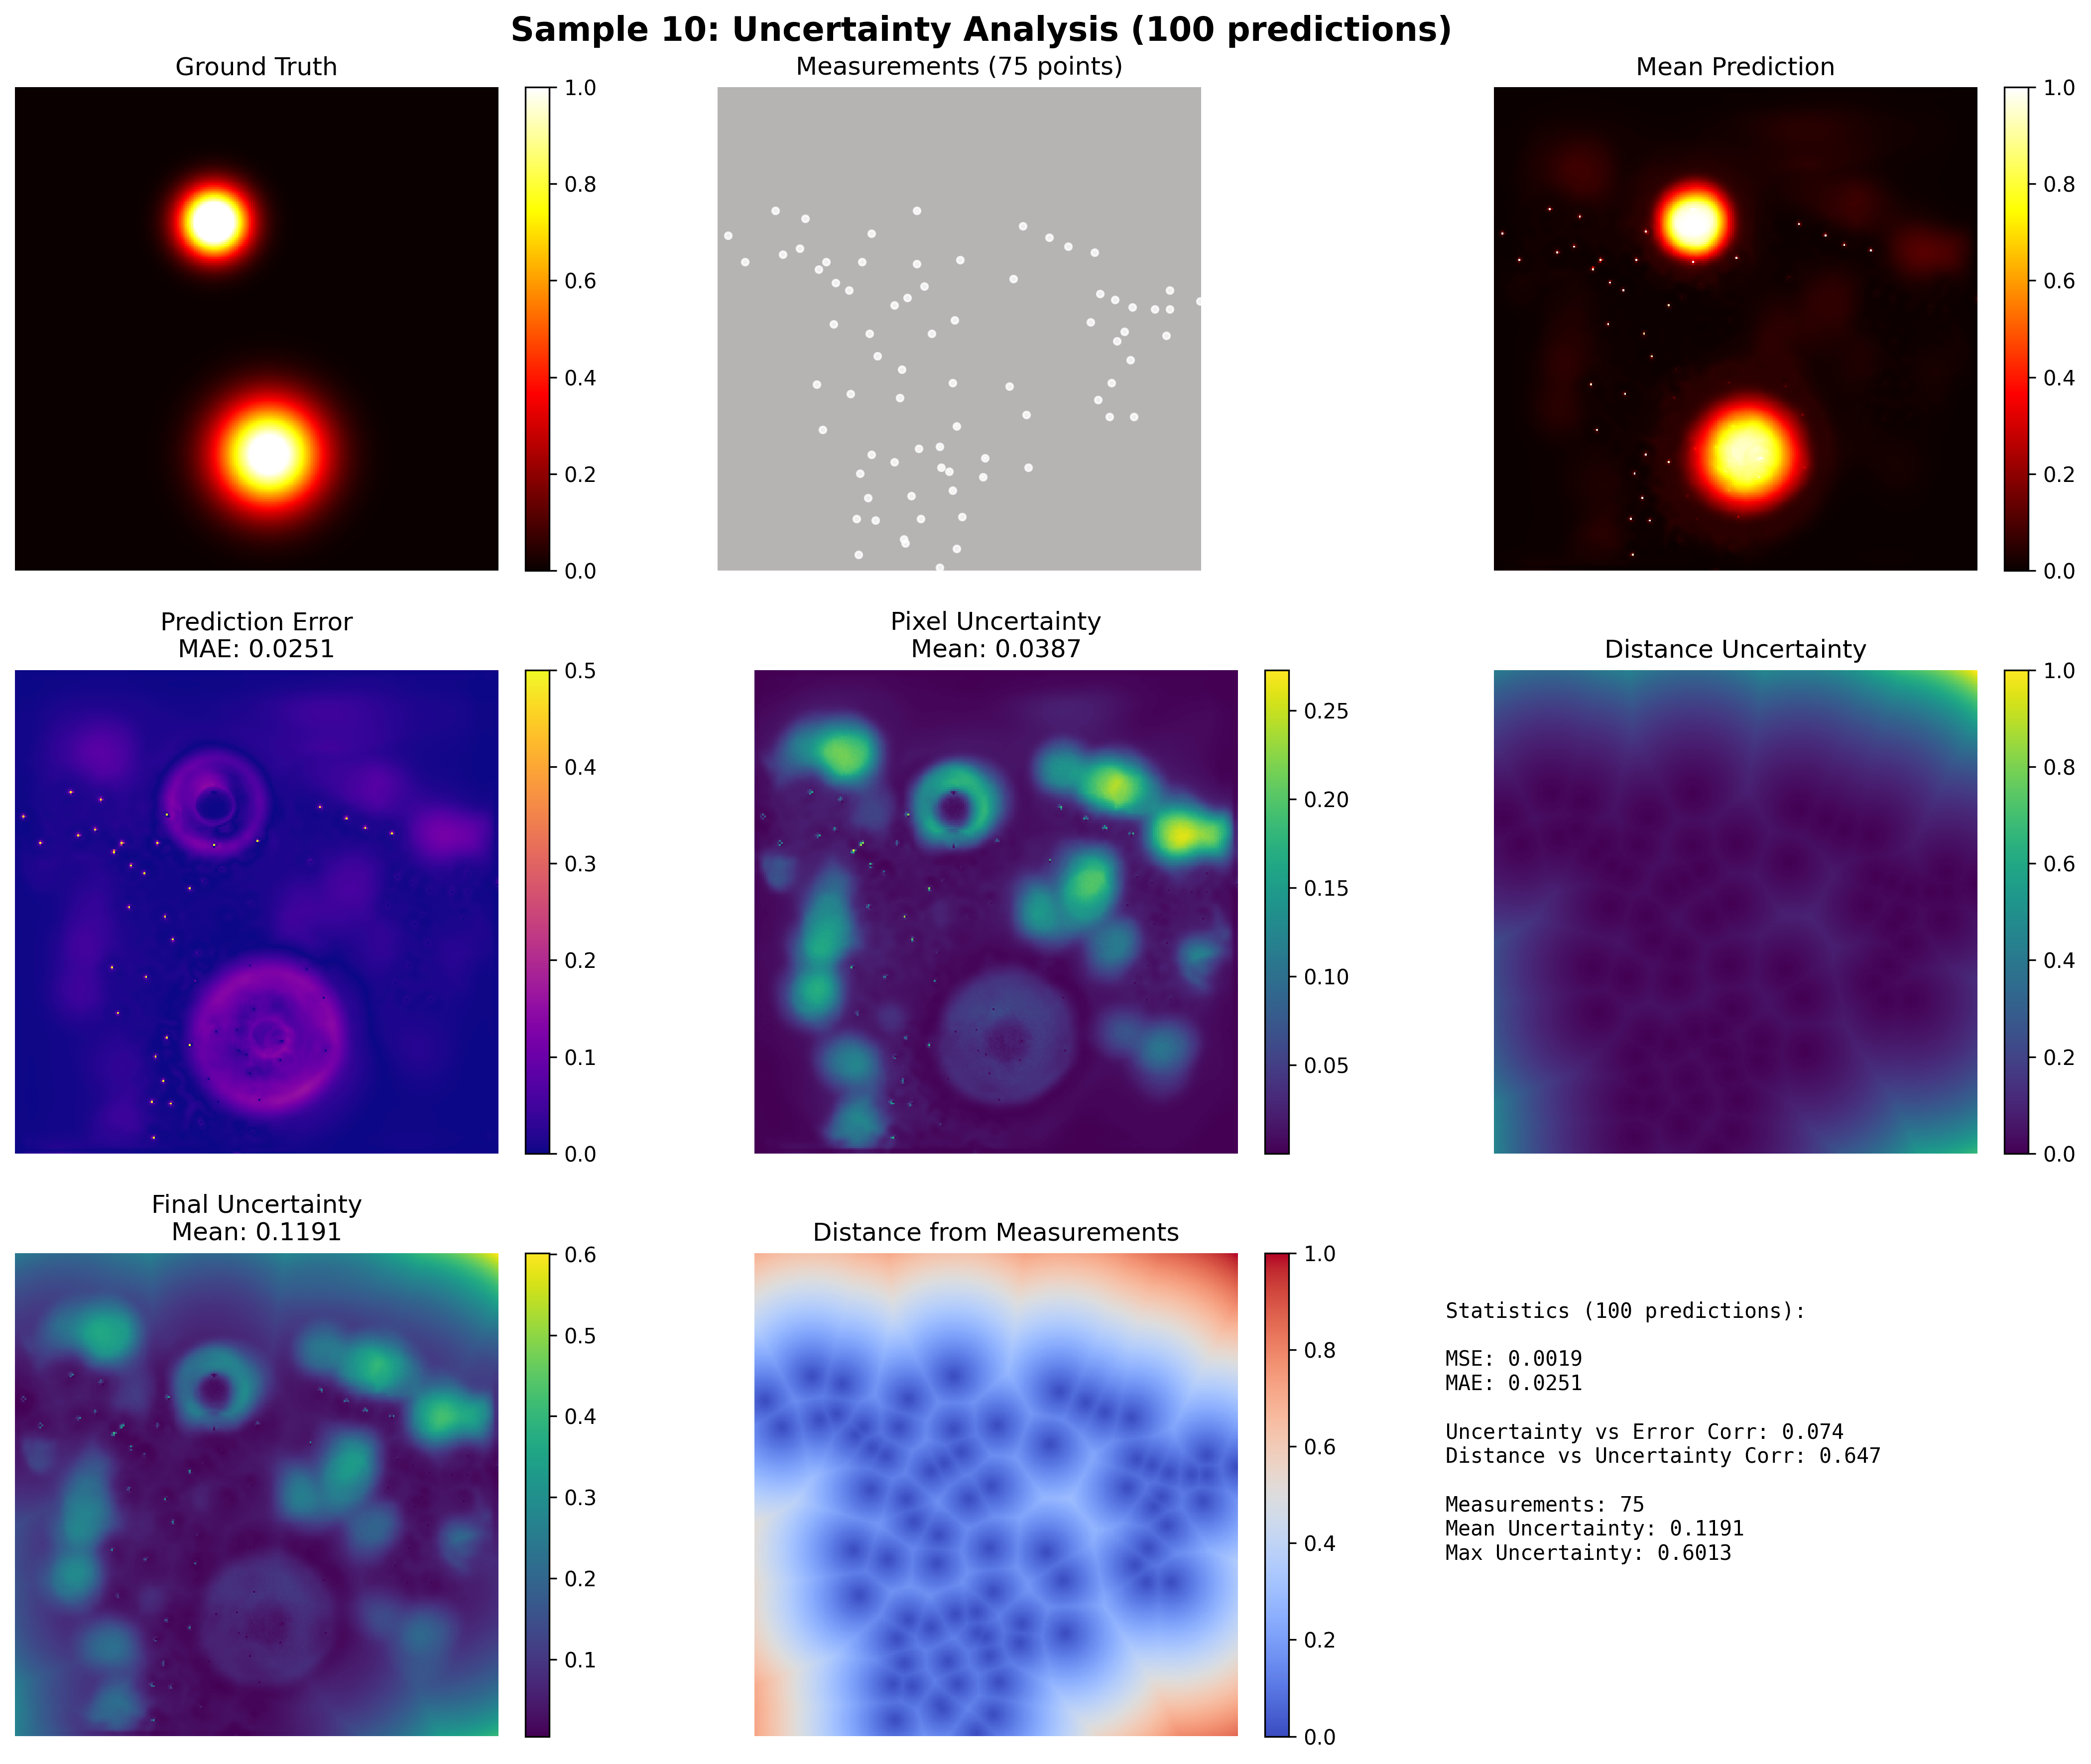 Sample 10: Uncertainty Analysis (100 predictions)
Ground Truth
1.0
0.8
0.6
0.4
0.2
0.0
Measurements (75 points)
Mean Prediction
1.0
0.8
0.6
0.4
0.2
0.0
Prediction Error
MAE: 0.0251
0.5
0.4
0.3
0.2
0.1
0.0
Pixel Uncertainty
Mean: 0.0387
0.25
0.20
0.15
0.10
0.05
Distance Uncertainty
1.0
0.8
0.6
0.4
0.2
0.0
Final Uncertainty
Mean: 0.1191
0.6
0.5
0.4
0.3
0.2
0.1
Distance from Measurements
1.0
0.8
0.6
0.4
0.2
0.0
Statistics (100 predictions):
MSE: 0.0019
MAE: 0.0251
Uncertainty vs Error Corr: 0.074
Distance vs Uncertainty Corr: 0.647
Measurements: 75
Mean Uncertainty: 0.1191
Max Uncertainty: 0.6013